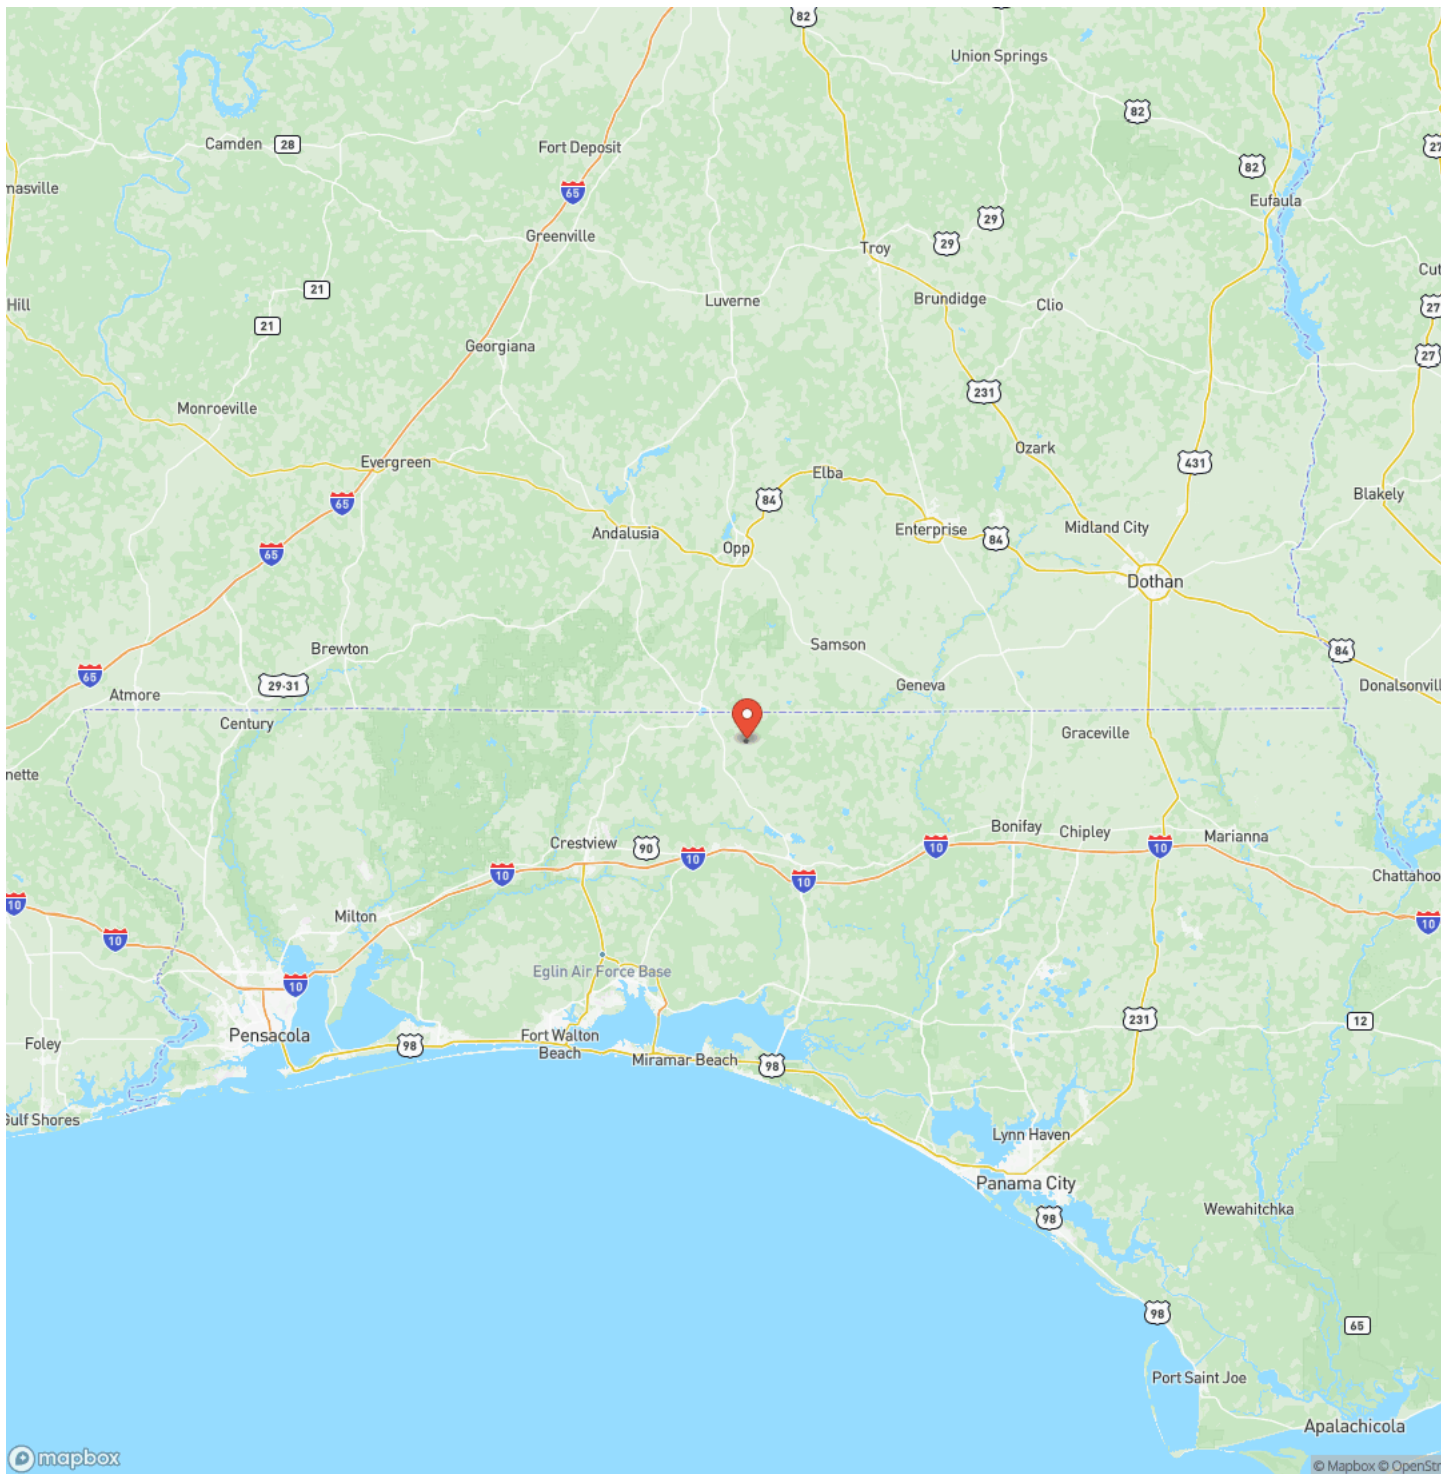 82
Union Springs
82
Camden
28
Fort Deposit
27
82
masville
65
Eufaula
29
Greenville
29
Troy
Cut
21
Luverne
Brundidge
Clio
Hill
27
21
Georgiana
27
231
Monroeville
Ozark
Evergreen
431
Elba
84
Blakely
65
Andalusia
Enterprise
Midland City
84
Opp
65
Dothan
Samson
Brewton
84
65
29-31
Geneva
Donalsonvill
Atmore
Century
Graceville
nette
Bonifay
Chipley
Marianna
Crestview
90
10
10
10
10
10
Chattahoo
10
Milton
10
10
Eglin Air Force Base
10
231
12
Pensacola
Fort Walton
Beach
Foley
98
Miramar Beach
98
Gulf Shores
Lynn Haven
Panama City
Wewahitchka
98
98
65
Port Saint Joe
Apalachicola
mapbox
© Mapbox © OpenStr